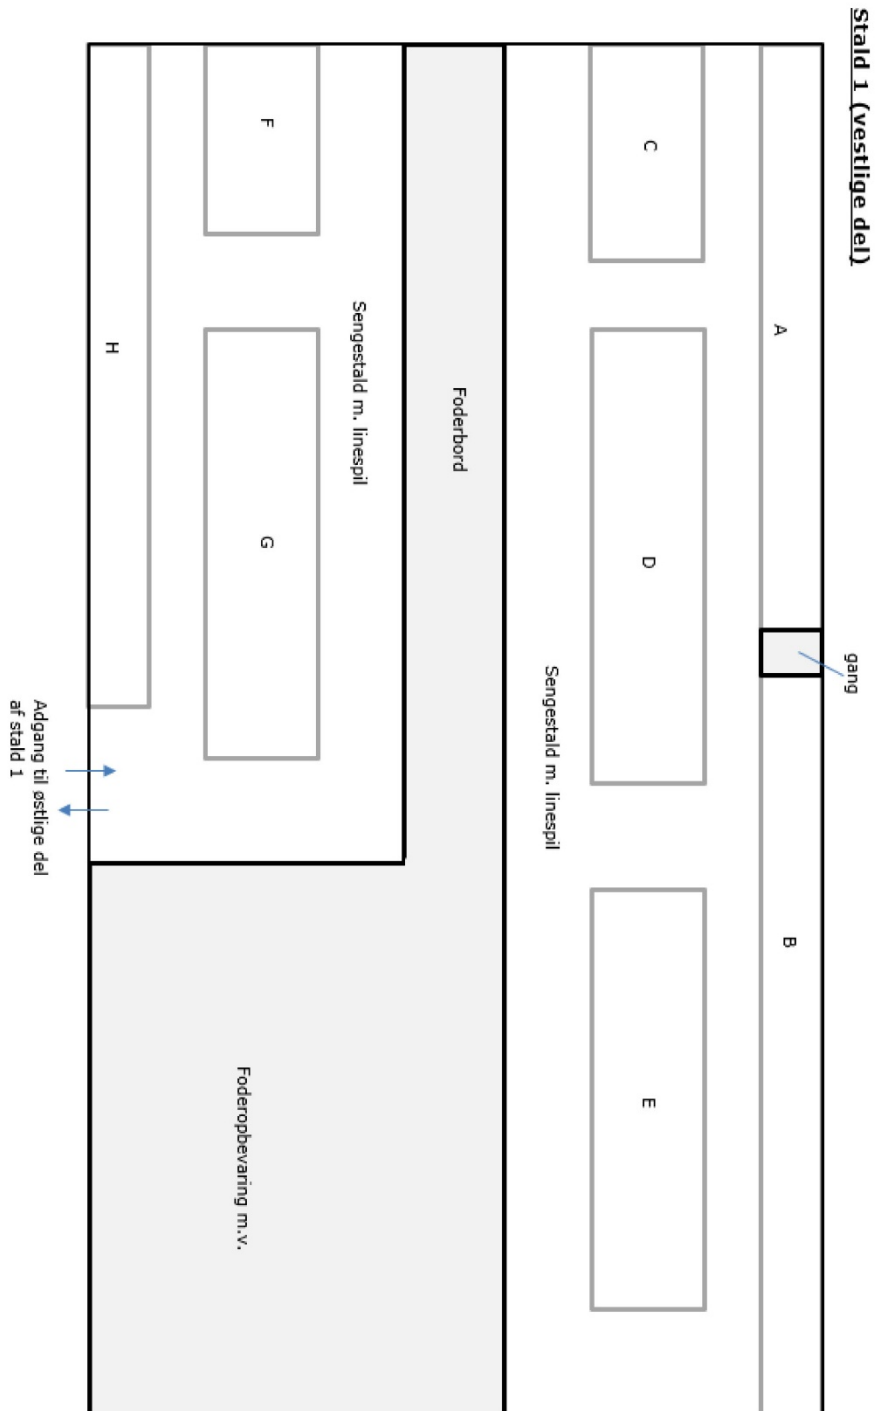 Stald 1 (vestlige del)
gang
A
B
C
D
E
Sengestald m. linespil
Foderbord
Sengestald m. linespil
Foderopbevaring m.v.
F
G
H
Adgang til østlige del
af stald 1